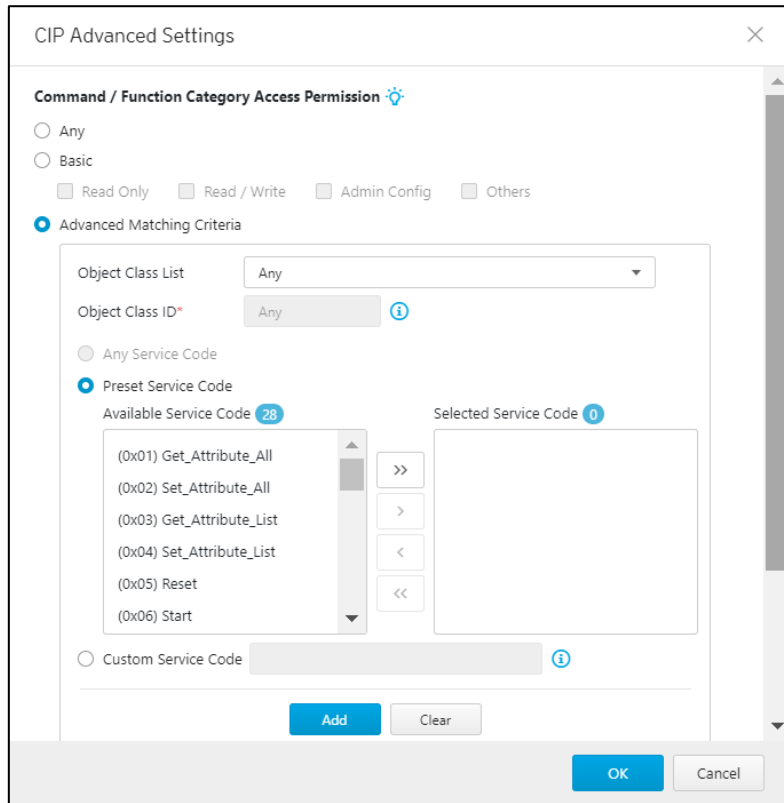 CIP Advanced Settings
Command / Function Category Access Permission
Any
Basic
Read Only Read / Write Admin Config Others
Advanced Matching Criteria
Object Class List Any
Object Class ID* Any
Any Service Code
Preset Service Code
Available Service Code 28 Selected Service Code 0
(0x01) Get_Attribute_All
(0x02) Set_Attribute_All
(0x03) Get_Attribute_List
(0x04) Set_Attribute_List
(0x05) Reset
(0x06) Start
Custom Service Code
Add Clear
OK Cancel